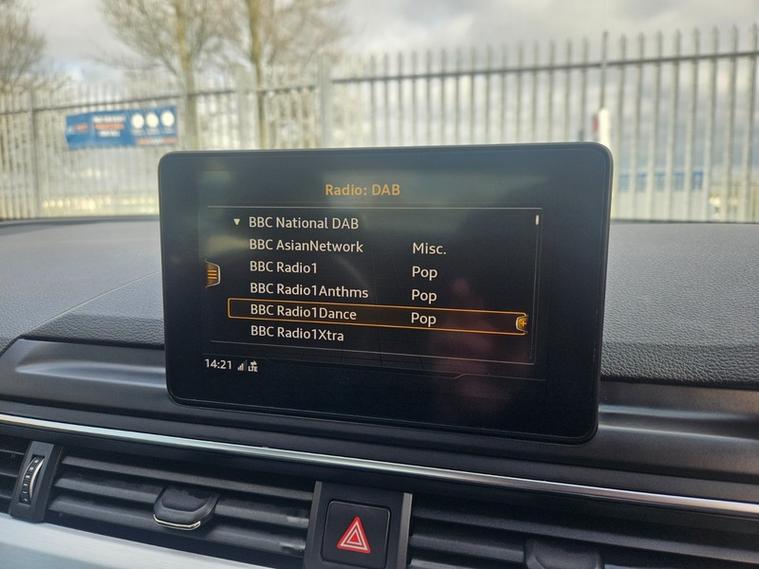 Radio: DAB
▼ BBC National DAB
BBC AsianNetwork Misc.
BBC Radio1 Pop
BBC Radio1Anthms Pop
BBC Radio1Dance Pop
BBC Radio1Xtra
14:21 LTE